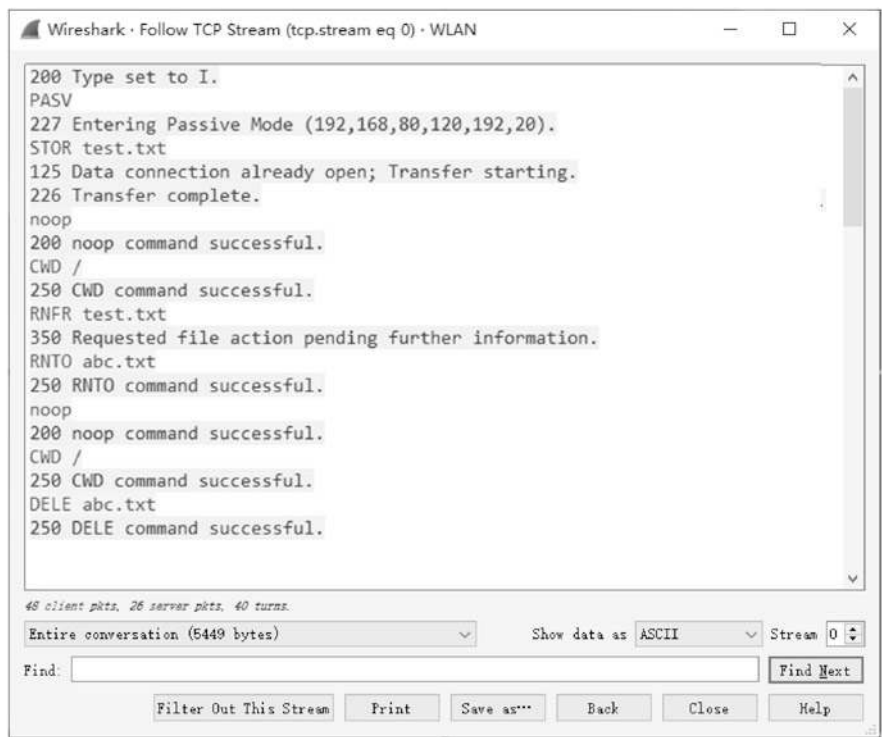 Wireshark · Follow TCP Stream (tcp.stream eq 0) · WLAN
200 Type set to I.
PASV
227 Entering Passive Mode (192,168,80,120,192,20).
STOR test.txt
125 Data connection already open; Transfer starting.
226 Transfer complete.
noop
200 noop command successful.
CWD /
250 CWD command successful.
RNFR test.txt
350 Requested file action pending further information.
RNTO abc.txt
250 RNTO command successful.
noop
200 noop command successful.
CWD /
250 CWD command successful.
DELE abc.txt
250 DELE command successful.
48 client pkts, 26 server pkts, 40 turns.
Entire conversation (5449 bytes) Show data as ASCII Stream 0
Find: Find Next
Filter Out This Stream Print Save as… Back Close Help